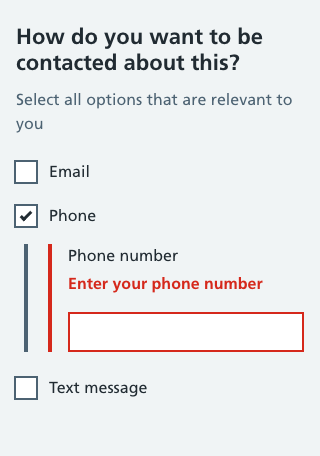 How do you want to be
contacted about this?
Select all options that are relevant to
you
Email
Phone
Phone number
Enter your phone number
Text message